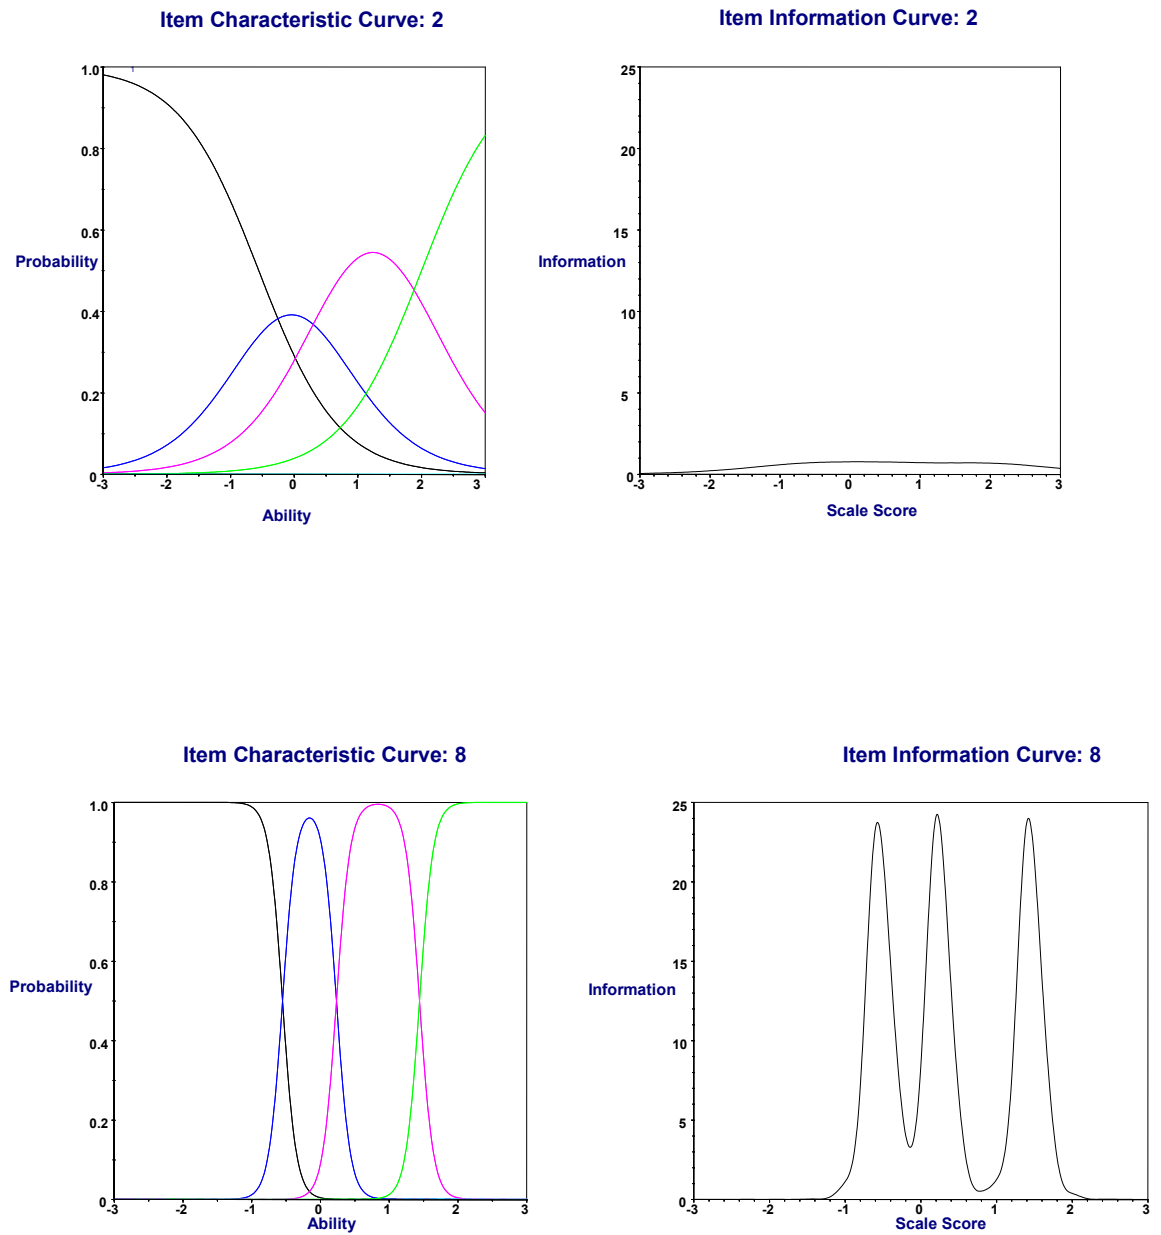 Item Characteristic Curve: 2
Item Information Curve: 2
1.0
0.8
0.6
Probability
0.4
0.2
0
-3 -2 -1 0 1 2 3
Ability
25
20
15
Information
10
5
0
-3 -2 -1 0 1 2 3
Scale Score
Item Characteristic Curve: 8
Item Information Curve: 8
1.0
0.8
0.6
Probability
0.4
0.2
0
-3 -2 -1 0 1 2 3
Ability
25
20
15
Information
10
5
0
-3 -2 -1 0 1 2 3
Scale Score